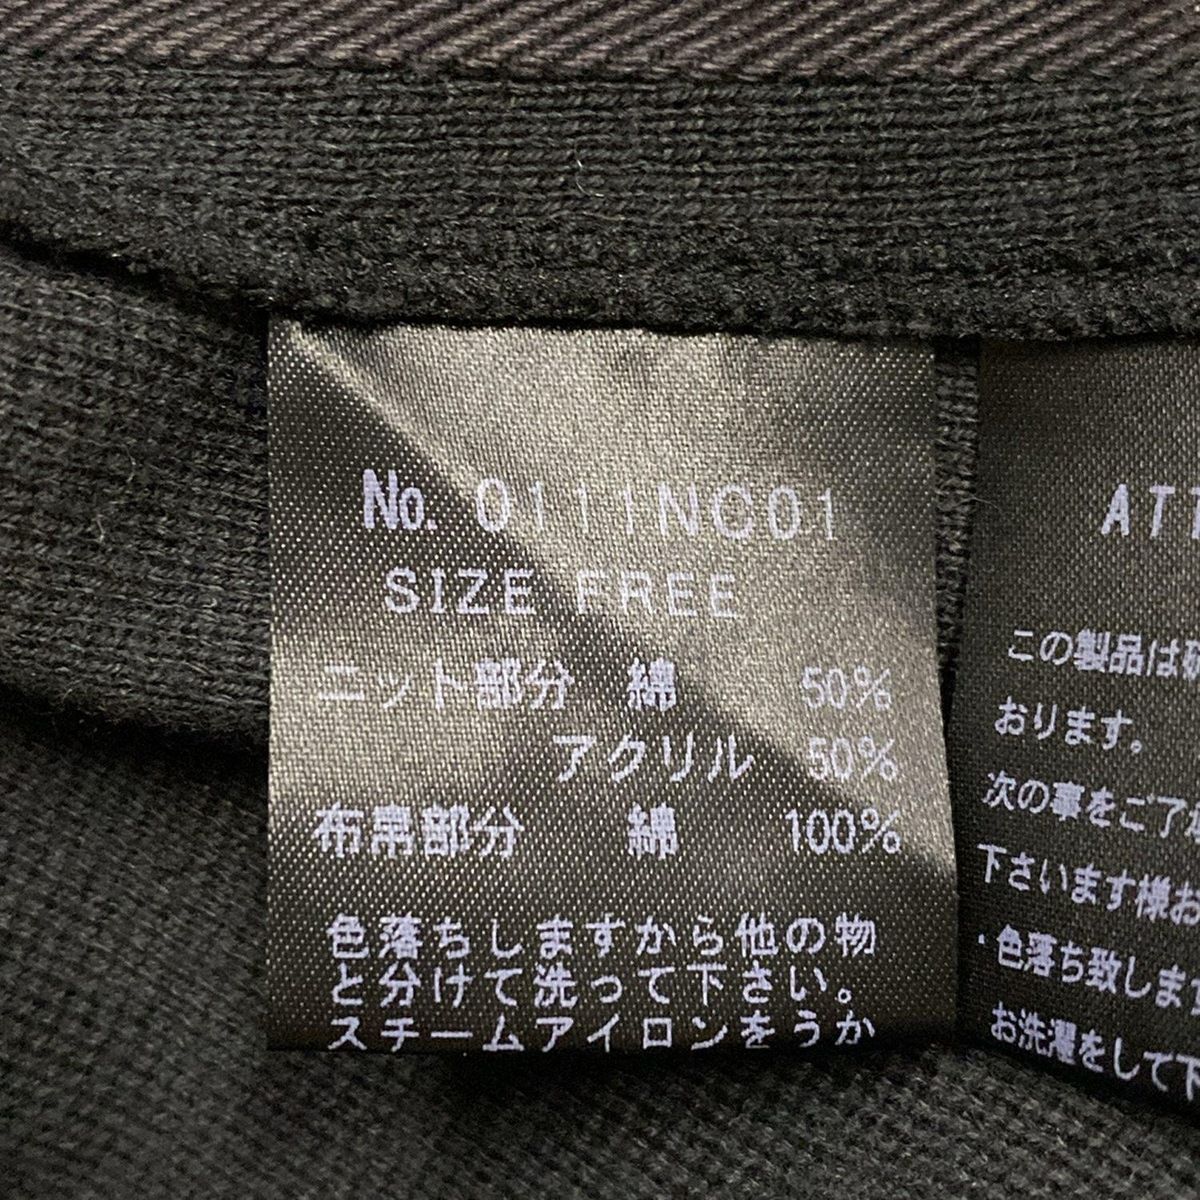 No. 0111NC01
SIZE FREE
ニット部分 綿 50%
アクリル 50%
布帛部分 綿 100%
色落ちしますから他の物
と分けて洗って下さい。
スチームアイロンをうか
ATT
この製品は
おります。
次の事をご了
下さいます様お
・色落ち致しま
お洗濯をして下